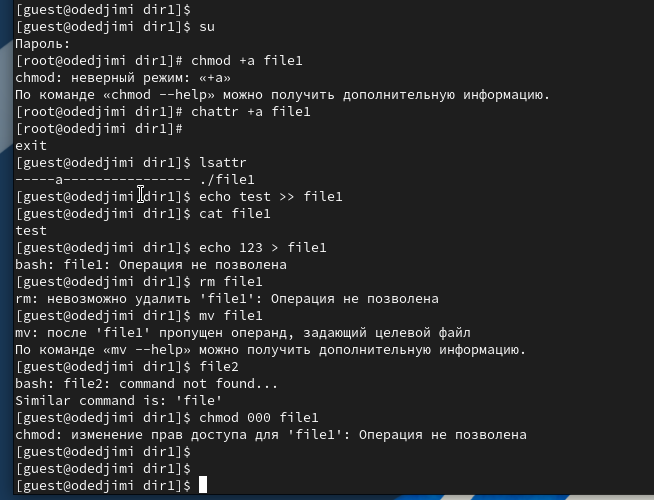 [guest@odedjimi dir1]$
[guest@odedjimi dir1]$ su
Пароль:
[root@odedjimi dir1]# chmod +a file1
chmod: неверный режим: «+a»
По команде «chmod --help» можно получить дополнительную информацию.
[root@odedjimi dir1]# chattr +a file1
[root@odedjimi dir1]#
exit
[guest@odedjimi dir1]$ lsattr
-----a---------------- ./file1
[guest@odedjimi dir1]$ echo test >> file1
[guest@odedjimi dir1]$ cat file1
test
[guest@odedjimi dir1]$ echo 123 > file1
bash: file1: Операция не позволена
[guest@odedjimi dir1]$ rm file1
rm: невозможно удалить 'file1': Операция не позволена
[guest@odedjimi dir1]$ mv file1
mv: после 'file1' пропущен операнд, задающий целевой файл
По команде «mv --help» можно получить дополнительную информацию.
[guest@odedjimi dir1]$ file2
bash: file2: command not found...
Similar command is: 'file'
[guest@odedjimi dir1]$ chmod 000 file1
chmod: изменение прав доступа для 'file1': Операция не позволена
[guest@odedjimi dir1]$
[guest@odedjimi dir1]$
[guest@odedjimi dir1]$